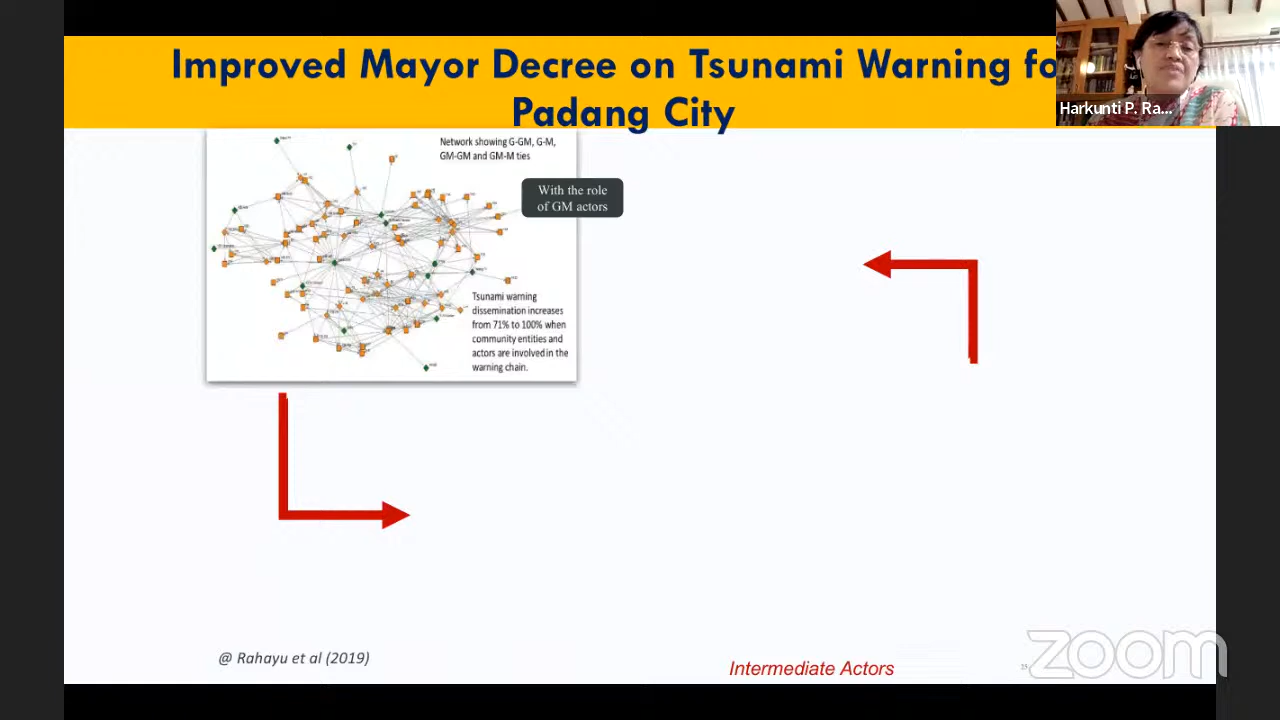 Improved Mayor Decree on Tsunami Warning fo
Padang City
Harkunti P. Ra...
Network showing G-GM, G-M,
GM-GM and GM-M ties
With the role
of GM actors
Tsunami warning
dissemination increases
from 71% to 100% when
community entities and
actors are involved in the
warning chain.
@ Rahayu et al (2019)
Intermediate Actors
25
zoom